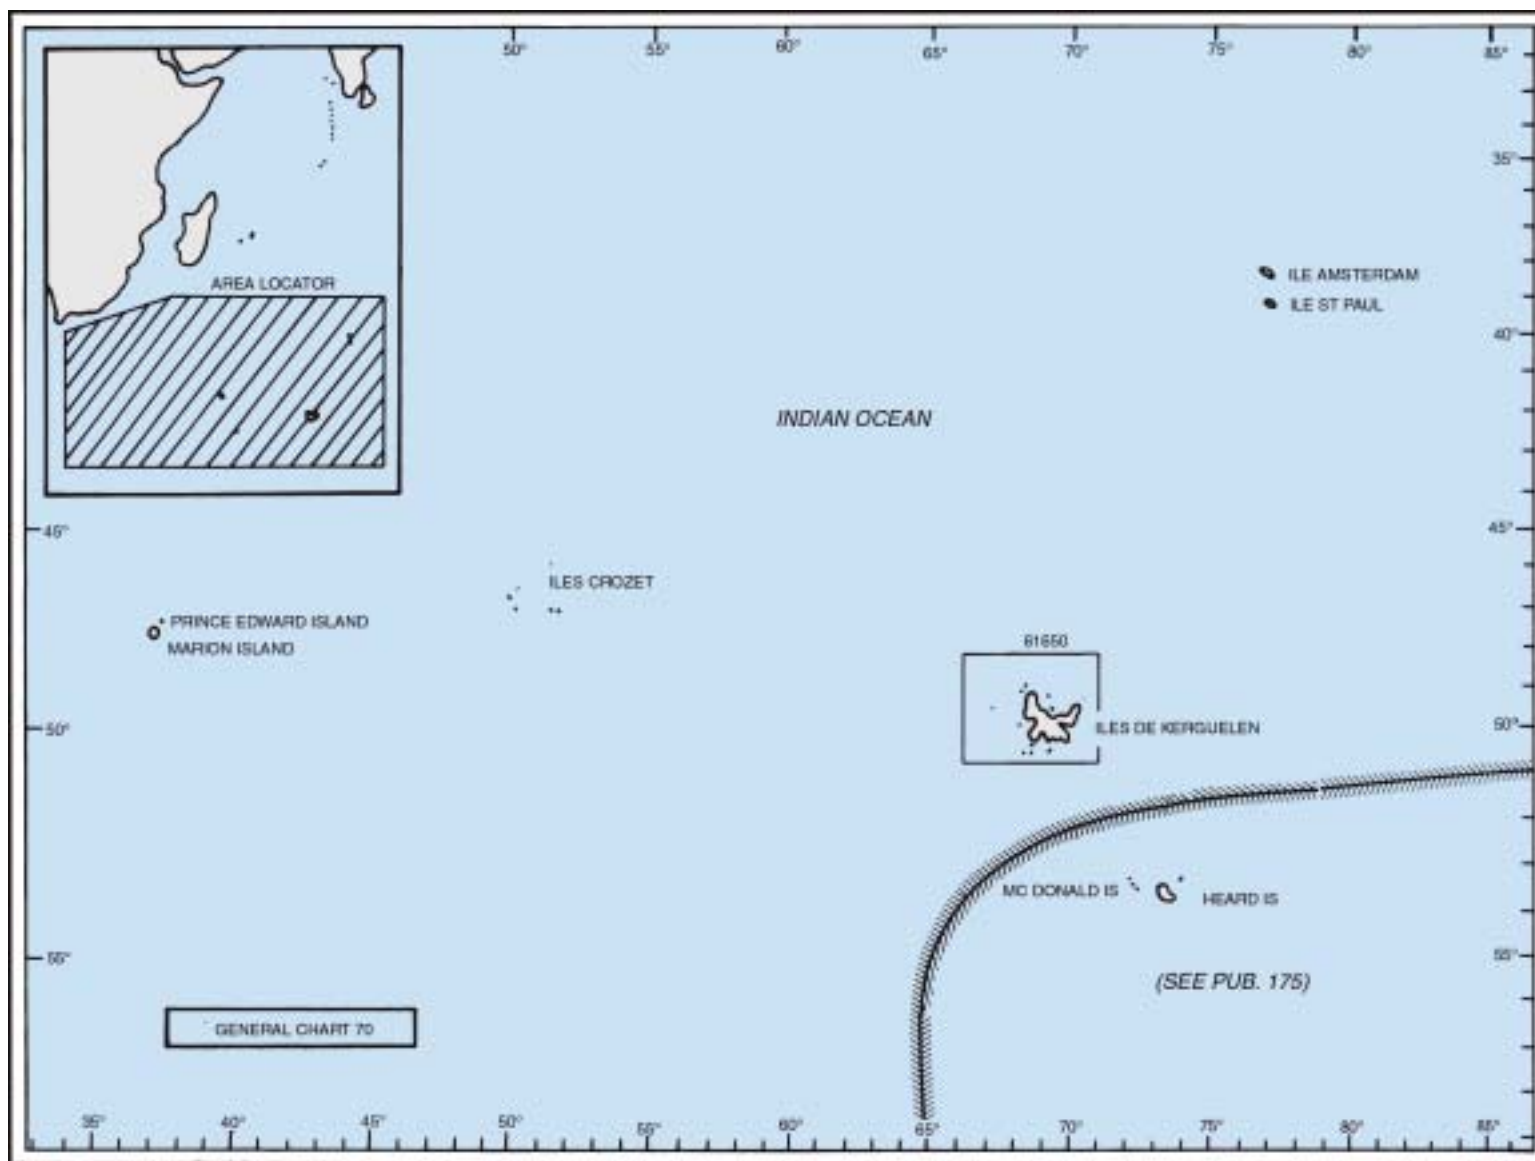 50°
55°
60°
65°
70°
75°
80°
85°
35°
AREA LOCATOR
ILE AMSTERDAM
ILE ST PAUL
40°
INDIAN OCEAN
45°
45°
ILES CROZET
PRINCE EDWARD ISLAND
MARION ISLAND
61650
50°
ILES DE KERGUELEN
50°
MC DONALD IS
HEARD IS
55°
55°
(SEE PUB. 175)
GENERAL CHART 70
35°
40°
45°
50°
55°
60°
65°
70°
75°
80°
85°